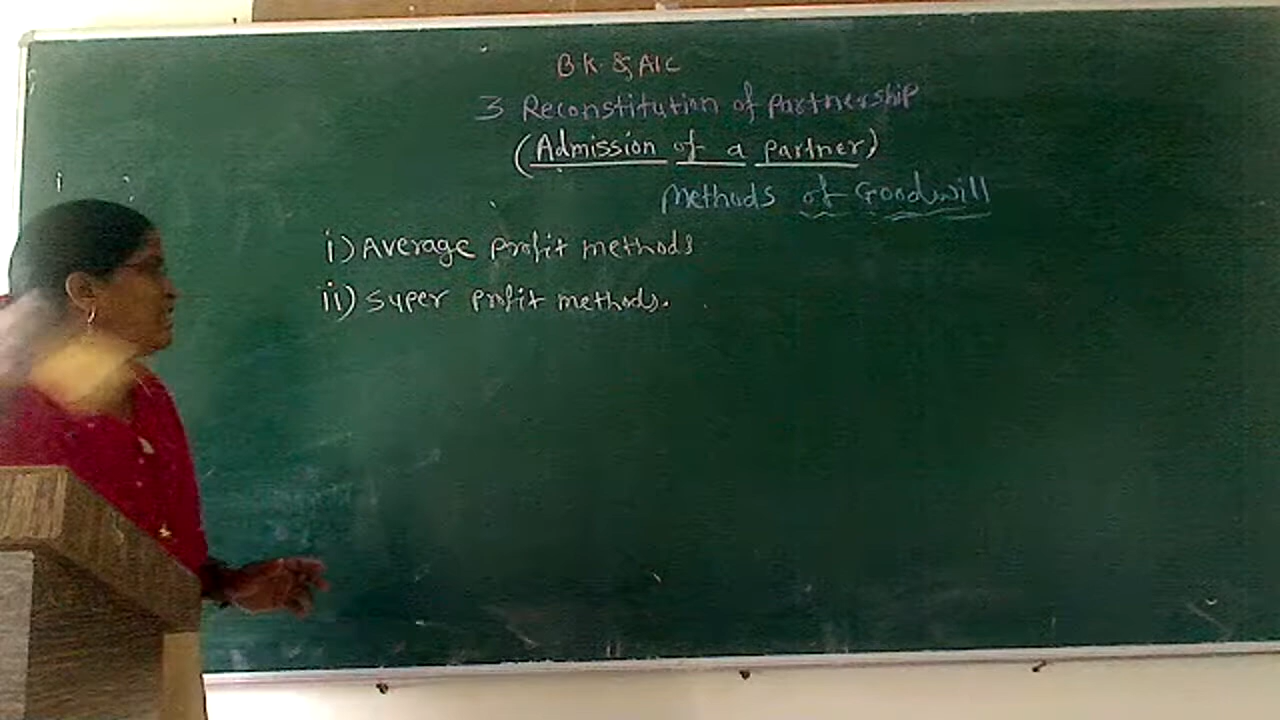 B.K. & A/C
3 Reconstitution of Partnership
(Admission of a partner)
Methods of Goodwill
i) Average profit methods
ii) Super profit methods.